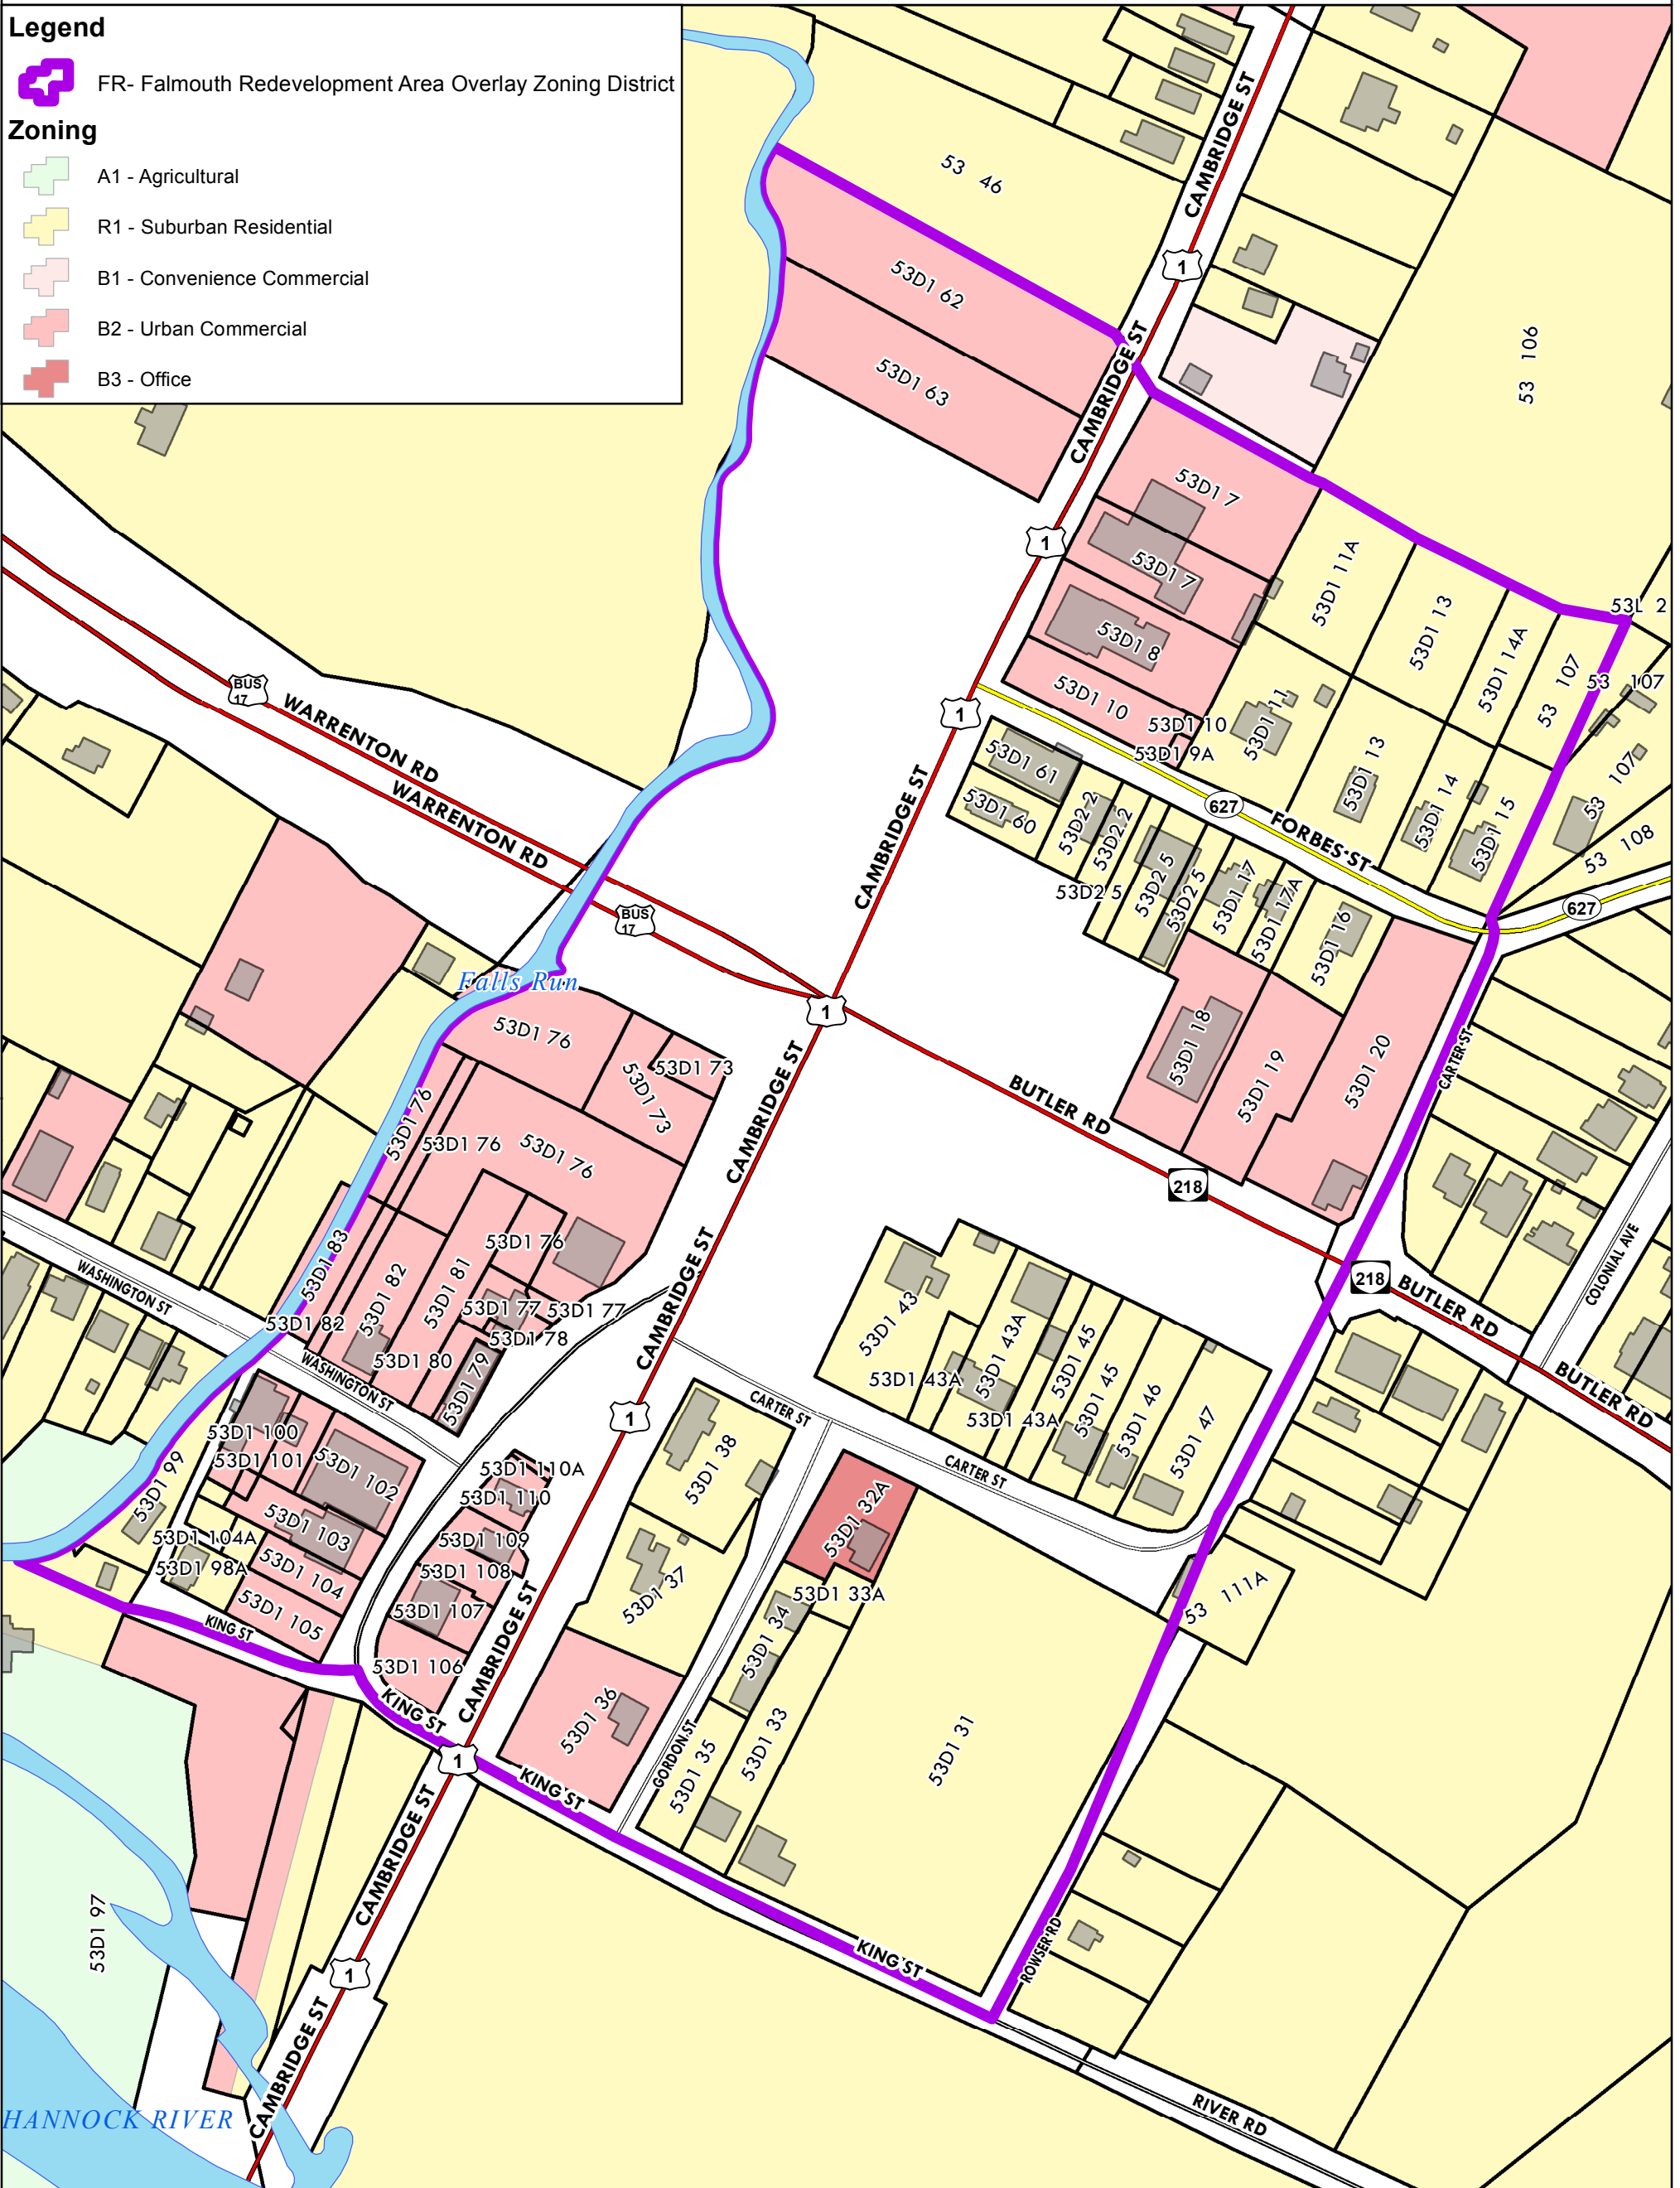 Legend
FR- Falmouth Redevelopment Area Overlay Zoning District
Zoning
A1 - Agricultural
R1 - Suburban Residential
B1 - Convenience Commercial
B2 - Urban Commercial
B3 - Office
CAMBRIDGE ST
53 46
1
53D1 62
53 106
CAMBRIDGE ST
53D1 63
53D1 7
1
53D1 7
53D1 11A
53D1 13
53L 2
53D1 8
53D1 14A
53 107
53 107
BUS 17
WARRENTON RD
53D1 10
53D1 10
53D1 11
1
53D1 9A
53D1 61
53D1 13
53 107
WARRENTON RD
53D1 60
53D2 2
53D2 2
627
FORBES ST
53D1 14
53D1 15
53 108
CAMBRIDGE ST
53D2 5
53D2 5
53D2 5
53D1 17
53D1 17A
53D1 16
627
BUS 17
Falls Run
1
53D1 76
53D1 73
53D1 73
53D1 18
53D1 19
53D1 20
CARTER ST
BUTLER RD
53D1 76
53D1 76
53D1 76
CAMBRIDGE ST
218
53D1 83
53D1 76
53D1 82
53D1 81
WASHINGTON ST
COLONIAL AVE
218
BUTLER RD
53D1 82
53D1 77
53D1 77
53D1 78
CAMBRIDGE ST
53D1 43
53D1 80
WASHINGTON ST
53D1 79
53D1 43A
53D1 43A
53D1 45
53D1 45
53D1 46
53D1 47
53D1 43A
BUTLER RD
1
CARTER ST
53D1 100
53D1 101
53D1 102
53D1 99
53D1 38
CARTER ST
53D1 110A
53D1 110
53D1 32A
53D1 103
53D1 104A
53D1 98A
53D1 104
53D1 109
53D1 108
53D1 37
53D1 33A
53 111A
53D1 105
53D1 107
53D1 34
KING ST
53D1 106
CAMBRIDGE ST
KING ST
53D1 36
GORDON ST
53D1 35
53D1 33
53D1 31
1
KING ST
CAMBRIDGE ST
53D1 97
KING ST
ROWSER RD
1
CAMBRIDGE ST
HANNOCK RIVER
RIVER RD